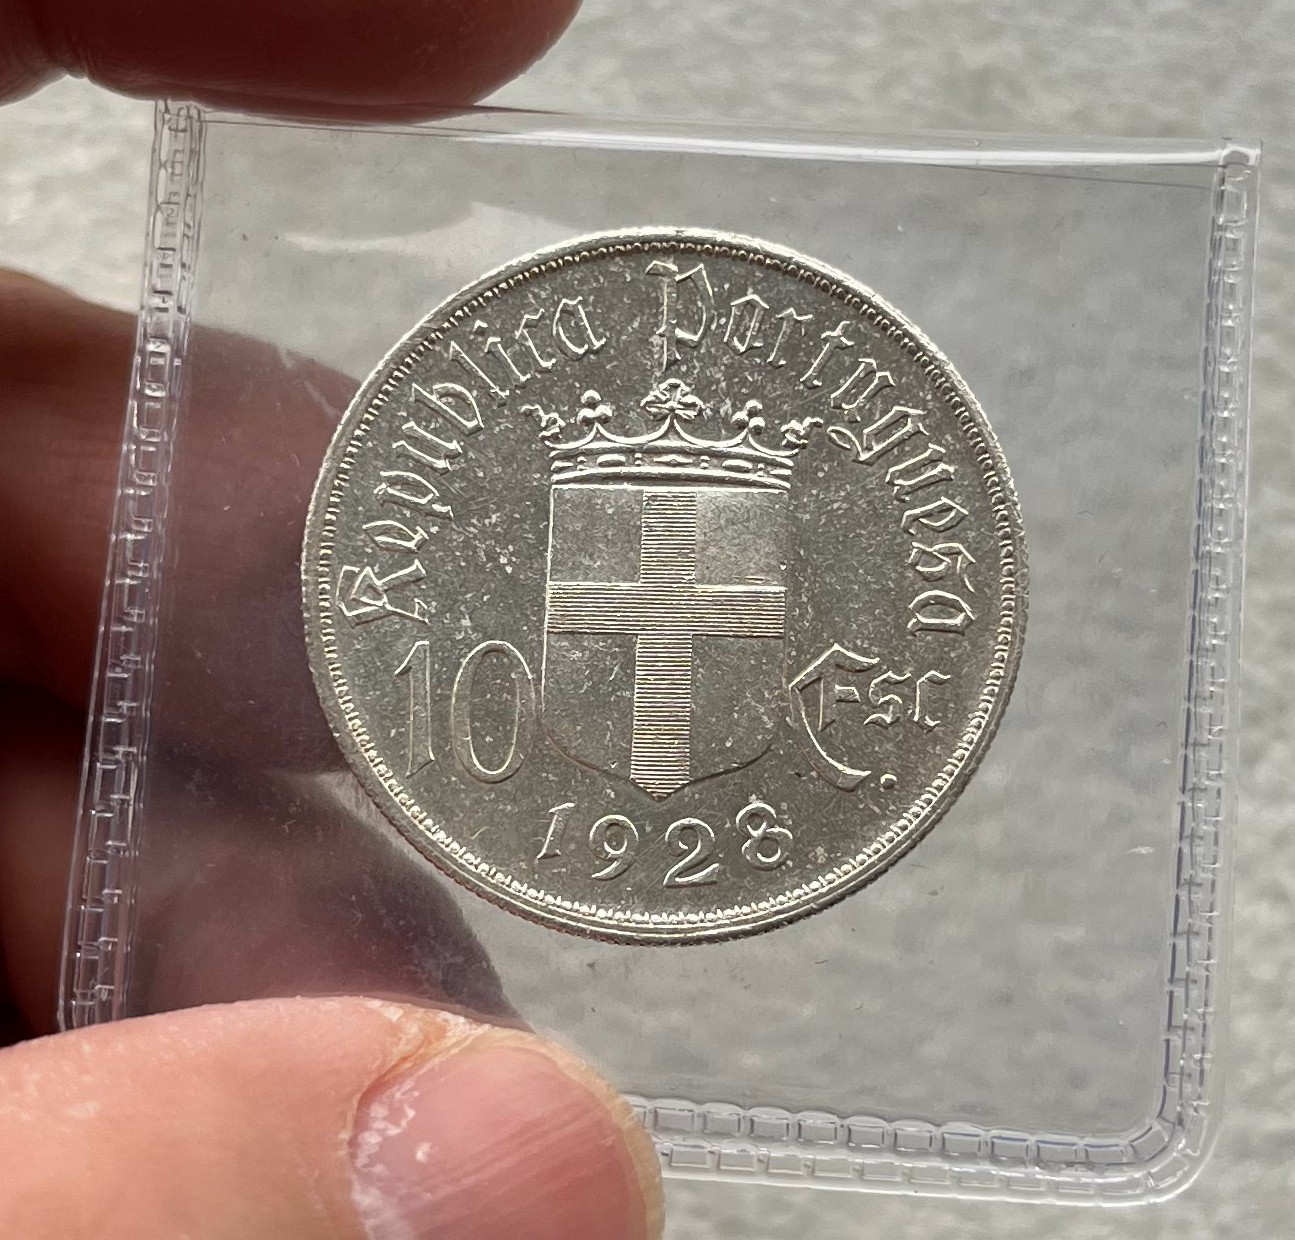 Republica Portuguesa
10 Esc.
1928